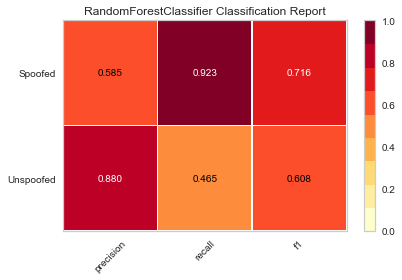 RandomForestClassifier Classification Report
Spoofed 0.585 0.923 0.716
Unspoofed 0.880 0.465 0.608
precision recall f1
1.0
0.8
0.6
0.4
0.2
0.0